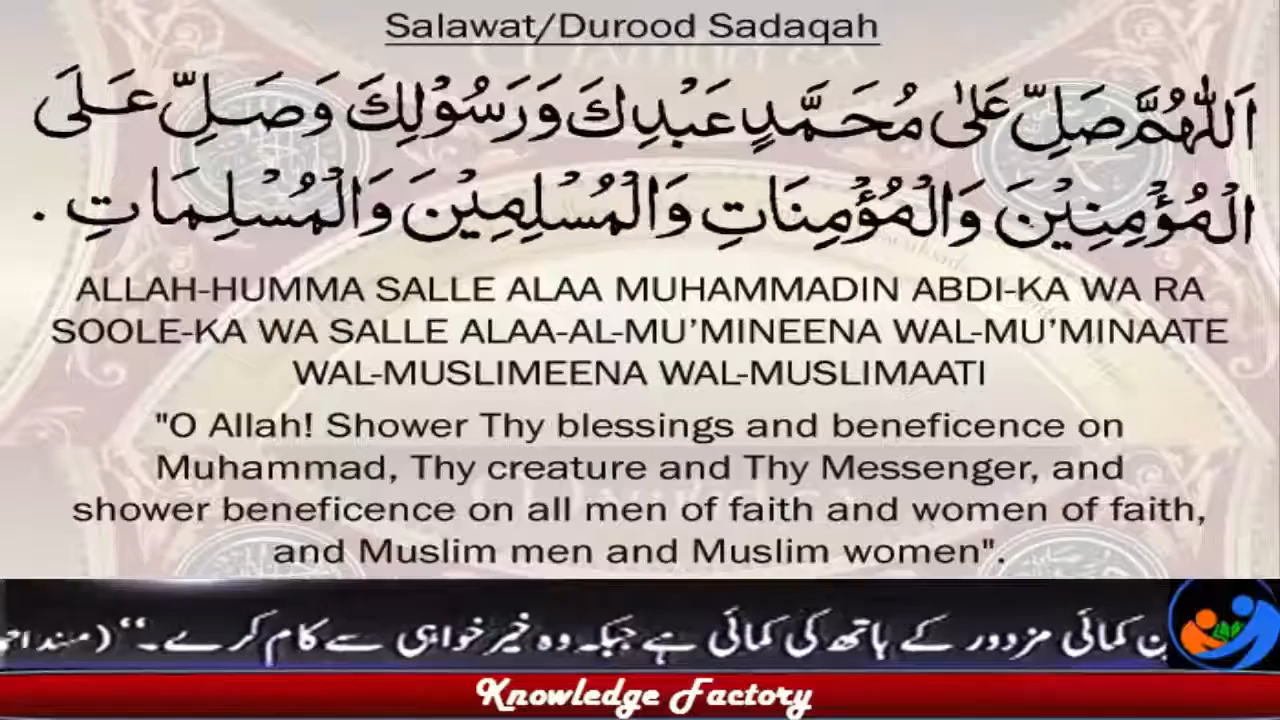 Salawat/Durood Sadaqah
اَللّٰهُمَّ صَلِّ عَلٰى مُحَمَّدٍ عَبْدِكَ وَرَسُوْلِكَ وَصَلِّ عَلَى
الْمُؤْمِنِيْنَ وَالْمُؤْمِنَاتِ وَالْمُسْلِمِيْنَ وَالْمُسْلِمَاتِ .
ALLAH-HUMMA SALLE ALAA MUHAMMADIN ABDI-KA WA RA
SOOLE-KA WA SALLE ALAA-AL-MU’MINEENA WAL-MU’MINAATE
WAL-MUSLIMEENA WAL-MUSLIMAATI
"O Allah! Shower Thy blessings and beneficence on
Muhammad, Thy creature and Thy Messenger, and
shower beneficence on all men of faith and women of faith,
and Muslim men and Muslim women".
کمائی مزدور کے ہاتھ کی کمائی ہے جبکہ وہ خیر خواہی سے کام کرے۔‘‘ (مسند
Knowledge Factory